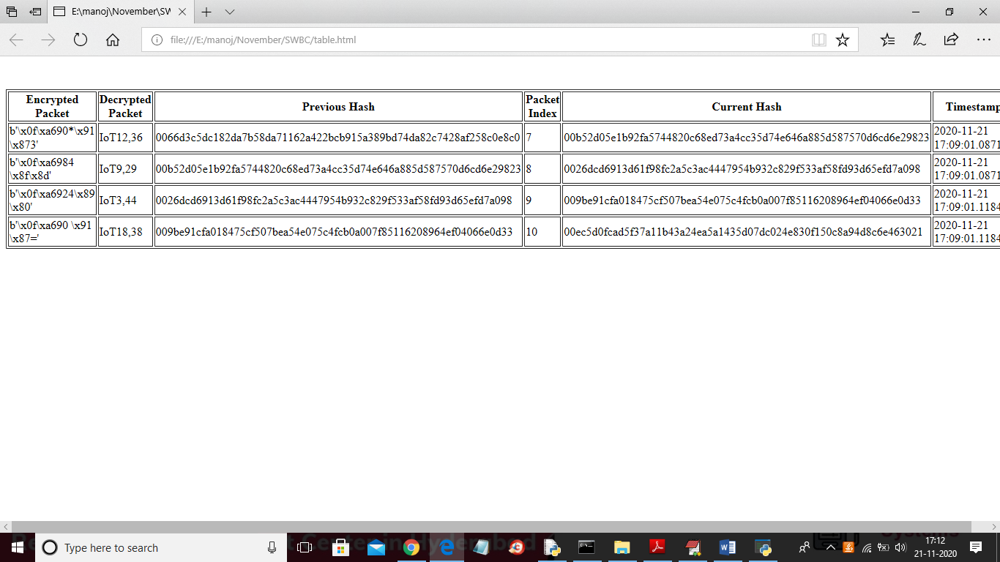 E:\manoj\November\SW
file:///E:/manoj/November/SWBC/table.html
Encrypted Packet Decrypted Packet Previous Hash Packet Index Current Hash Timestamp
b'\x0f\xa690*\x91\x873' IoT12,36 0066d3c5dc182da7b58da71162a422bcb915a389bd74da82c7428af258c0e8c0 7 00b52d05e1b92fa5744820c68ed73a4cc35d74e646a885d587570d6cd6e29823 2020-11-21 17:09:01.0871
b'\x0f\xa6984\x8f\x8d' IoT9,29 00b52d05e1b92fa5744820c68ed73a4cc35d74e646a885d587570d6cd6e29823 8 0026dcd6913d61f98fc2a5c3ac4447954b932c829f533af58fd93d65efd7a098 2020-11-21 17:09:01.0871
b'\x0f\xa6924\x89\x80' IoT3,44 0026dcd6913d61f98fc2a5c3ac4447954b932c829f533af58fd93d65efd7a098 9 009be91cfa018475cf507bea54e075c4fcb0a007f85116208964ef04066e0d33 2020-11-21 17:09:01.1184
b'\x0f\xa690 \x91\x87=' IoT18,38 009be91cfa018475cf507bea54e075c4fcb0a007f85116208964ef04066e0d33 10 00ec5d0fcad5f37a11b43a24ea5a1435d07dc024e830f150c8a94d8c6e463021 2020-11-21 17:09:01.1184
Type here to search
17:12
21-11-2020